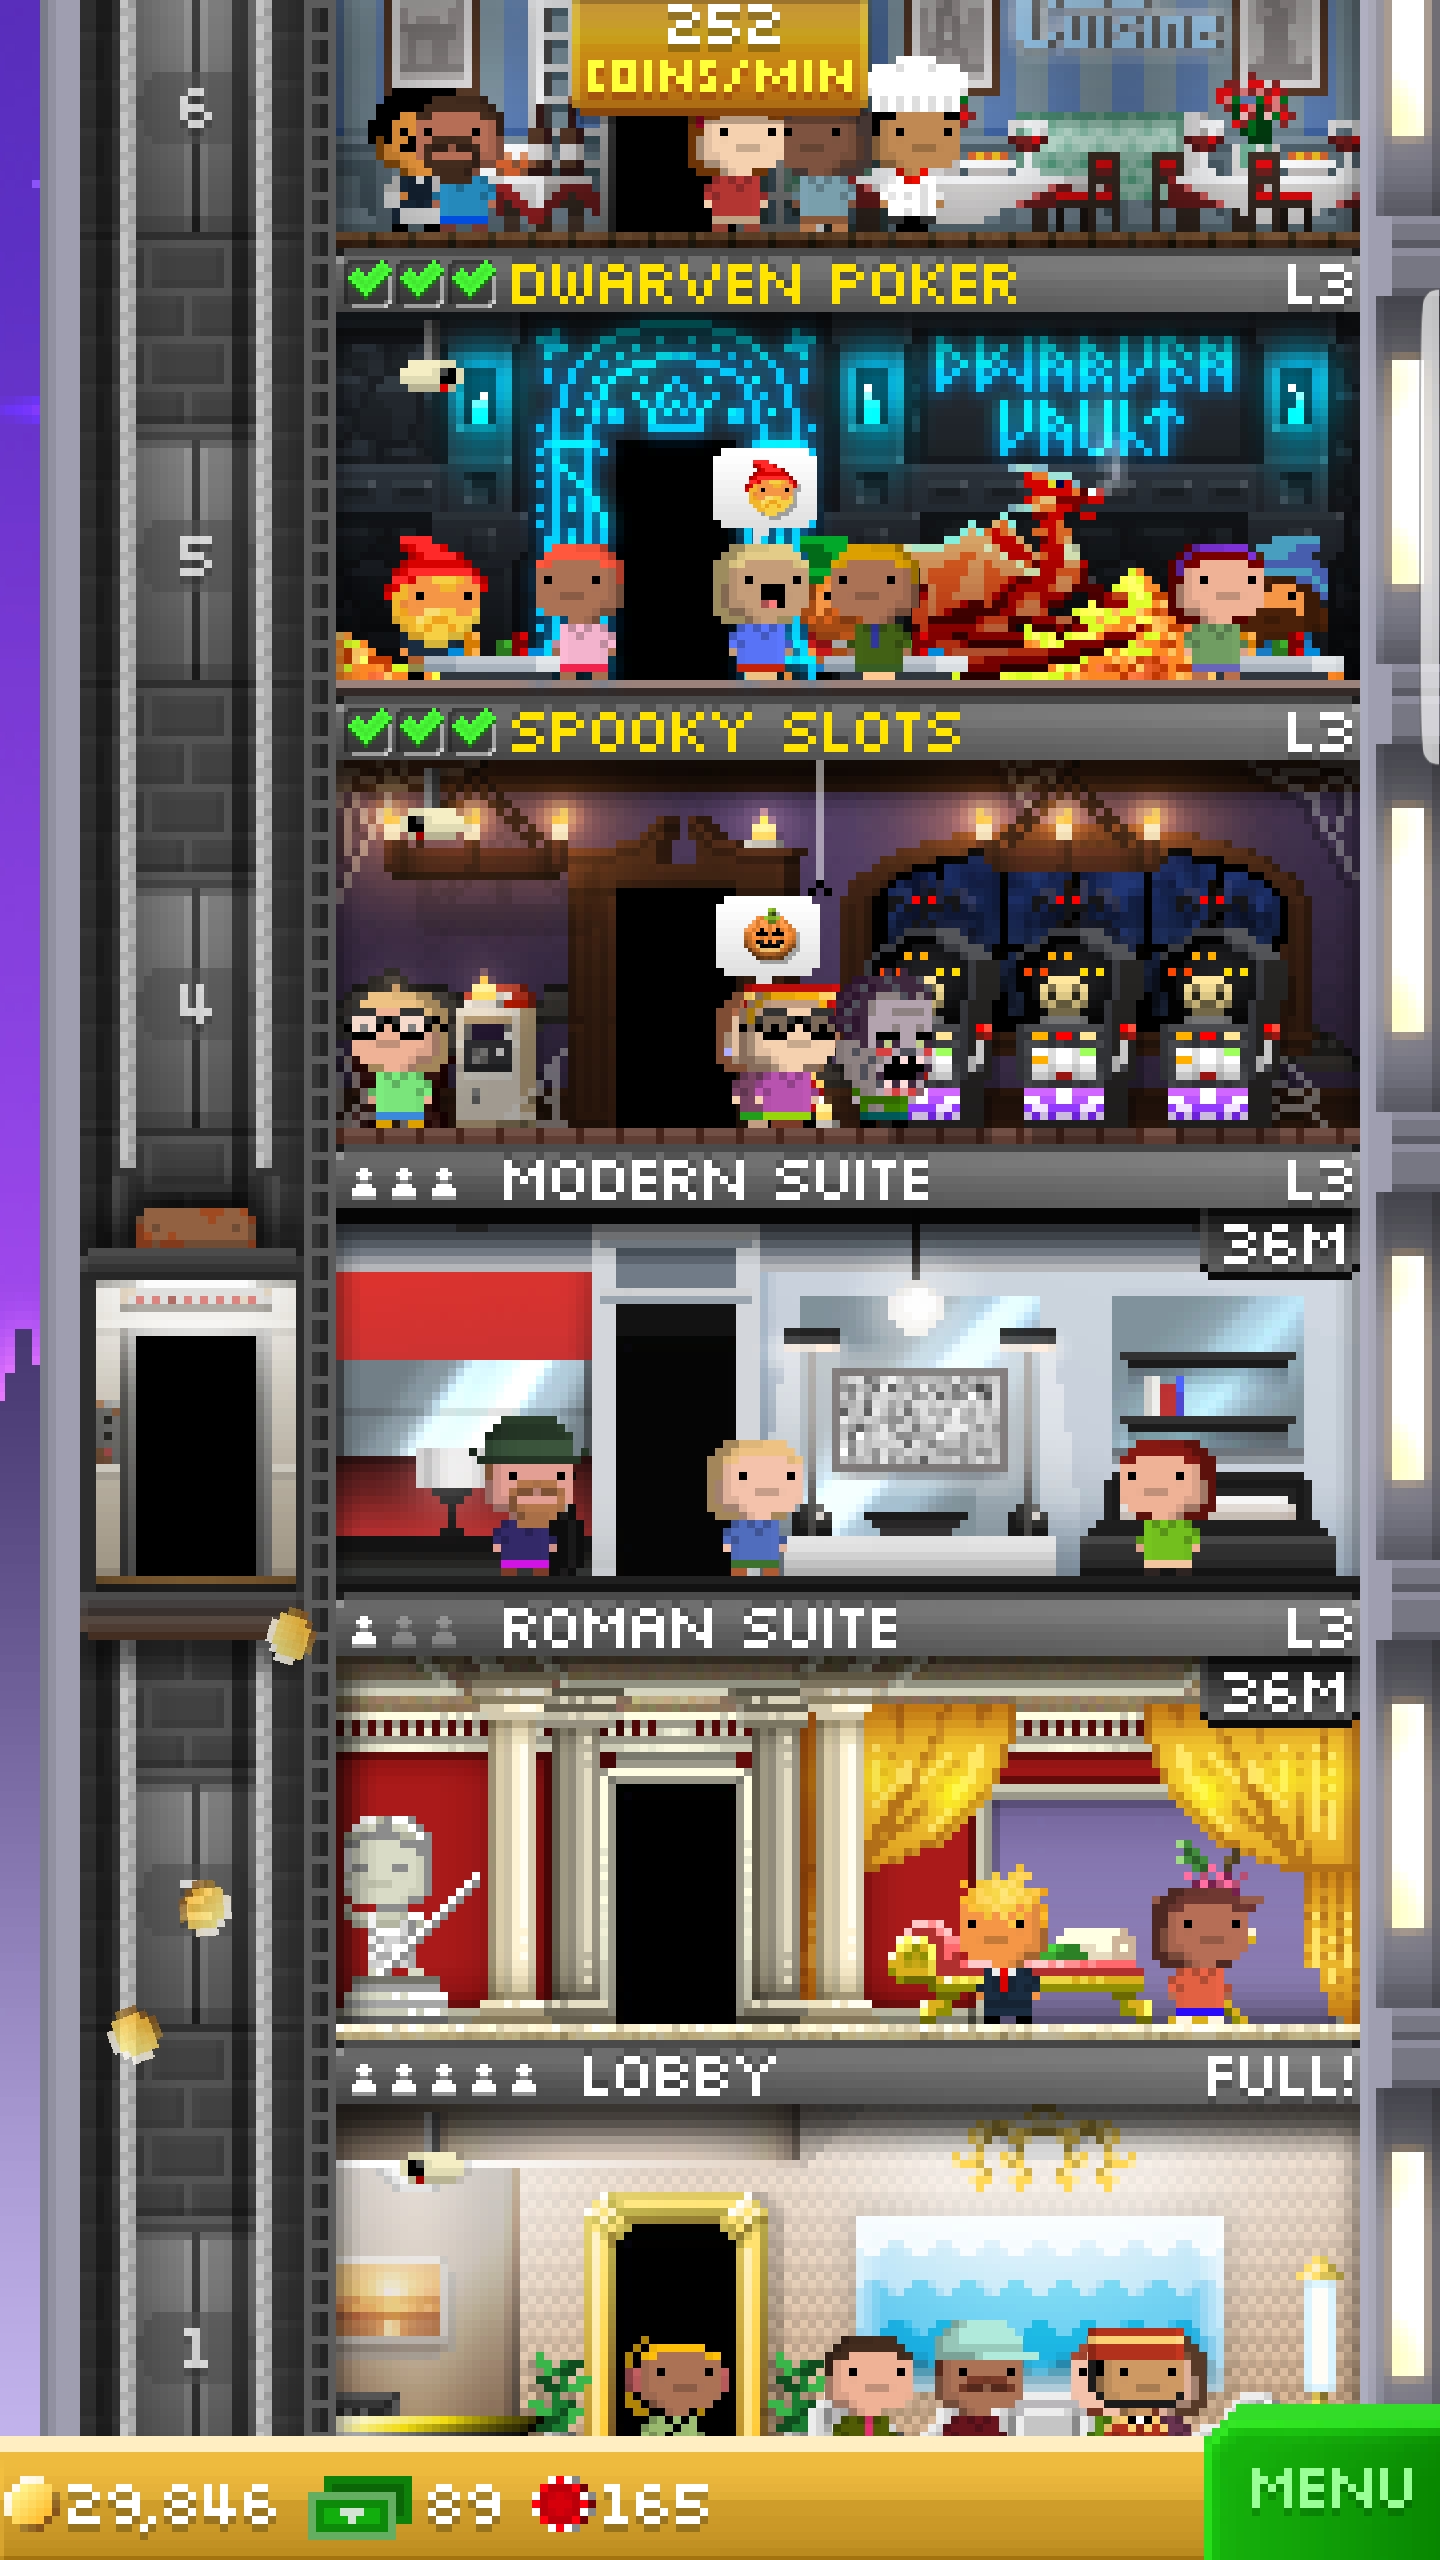 252
COINS/MIN
Cuisine
6
DWARVEN POKER L3
DWARVEN
VAULT
5
SPOOKY SLOTS L3
4
MODERN SUITE L3
36M
ROMAN SUITE L3
36M
LOBBY FULL!
1
29,846 89 165
MENU